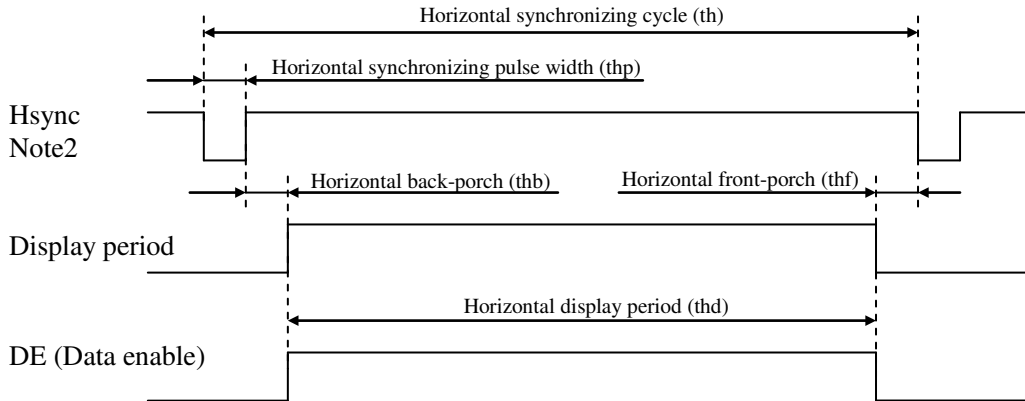 Horizontal synchronizing cycle (th)
Horizontal synchronizing pulse width (thp)
Hsync
Note2
Horizontal back-porch (thb)
Horizontal front-porch (thf)
Display period
Horizontal display period (thd)
DE (Data enable)